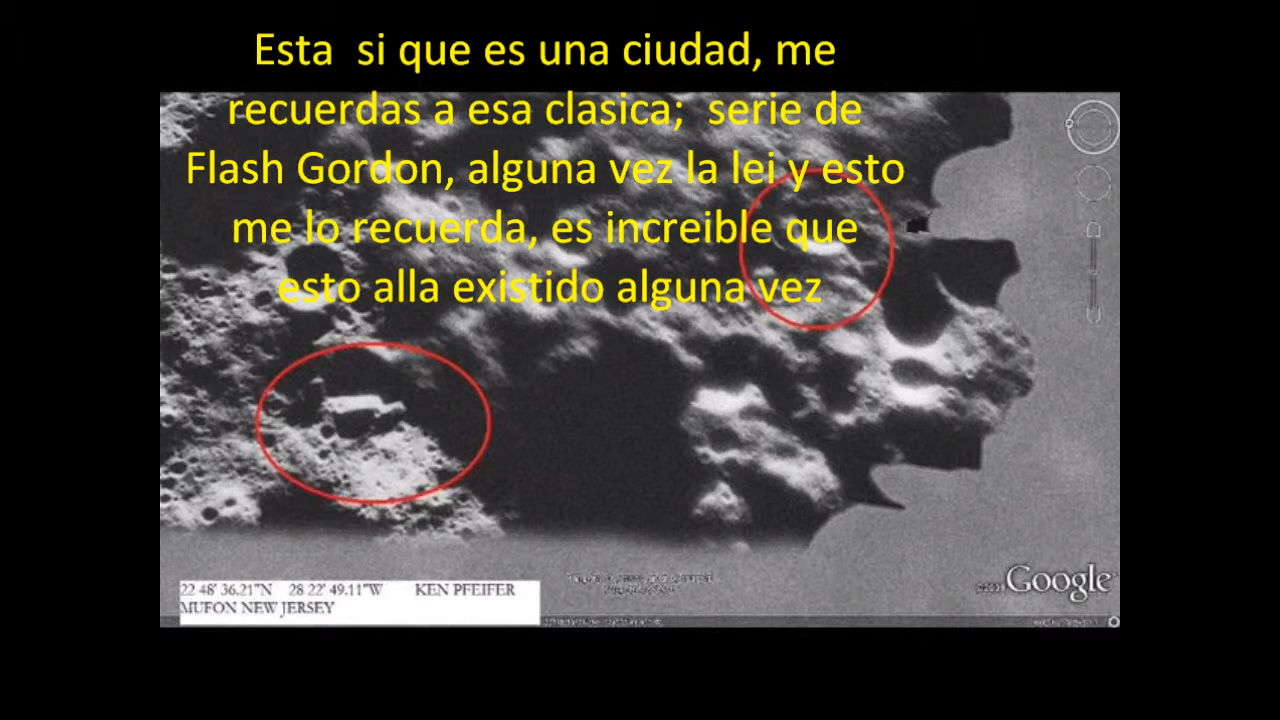 Esta  si que es una ciudad, me
recuerdas a esa clasica;  serie de
Flash Gordon, alguna vez la lei y esto
me lo recuerda, es increible que
esto alla existido alguna vez
22 48' 36.21"N    28 22' 49.11"W    KEN PFEIFER
MUFON NEW JERSEY
Google